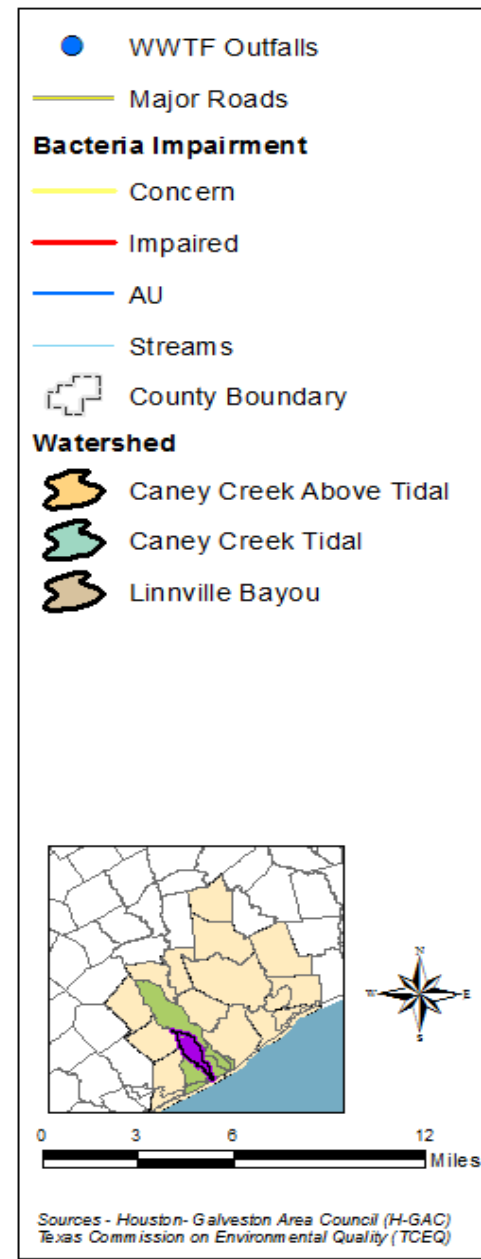 WWTF Outfalls
Major Roads
Bacteria Impairment
Concern
Impaired
AU
Streams
County Boundary
Watershed
Caney Creek Above Tidal
Caney Creek Tidal
Linnville Bayou
N
W E
S
0 3 6 12
Miles
Sources - Houston- Galveston Area Council (H-GAC)
Texas Commission on Environmental Quality (TCEQ)